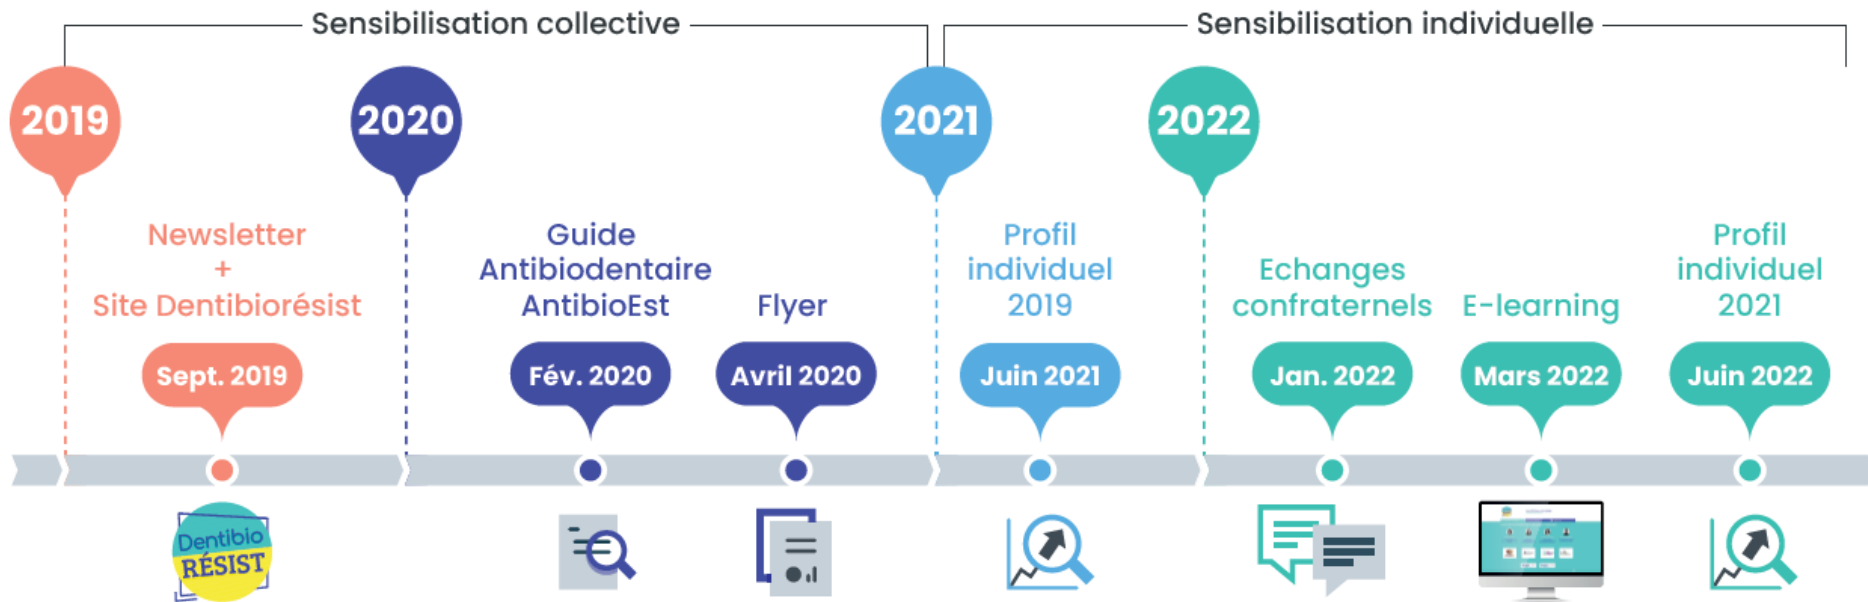 Sensibilisation collective
Sensibilisation individuelle
2019
2020
2021
2022
Newsletter
+
Site Dentibiorésist
Sept. 2019
Guide
Antibiodentaire
AntibioEst
Fév. 2020
Flyer
Avril 2020
Profil
individuel
2019
Juin 2021
Echanges
confraternels
Jan. 2022
E-learning
Mars 2022
Profil
individuel
2021
Juin 2022
Dentibio
RÉSIST